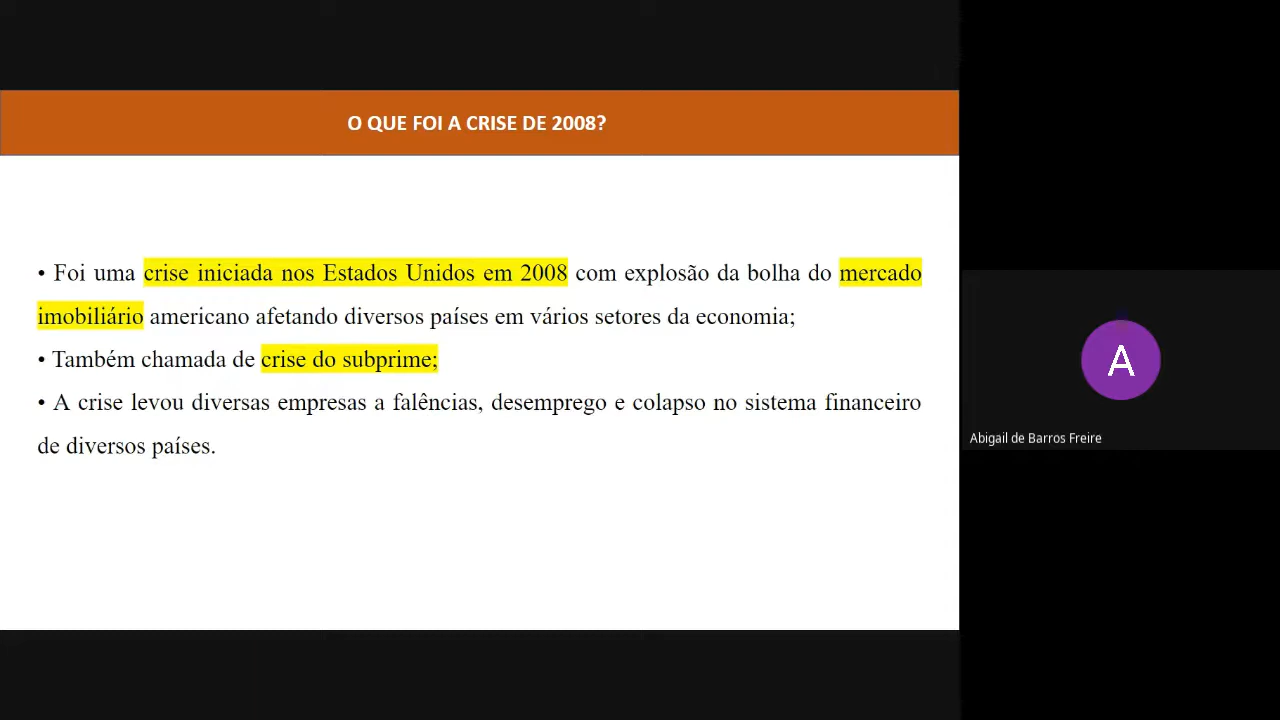 O QUE FOI A CRISE DE 2008?
• Foi uma crise iniciada nos Estados Unidos em 2008 com explosão da bolha do mercado
imobiliário americano afetando diversos países em vários setores da economia;
• Também chamada de crise do subprime;
• A crise levou diversas empresas a falências, desemprego e colapso no sistema financeiro
de diversos países.
A
Abigail de Barros Freire